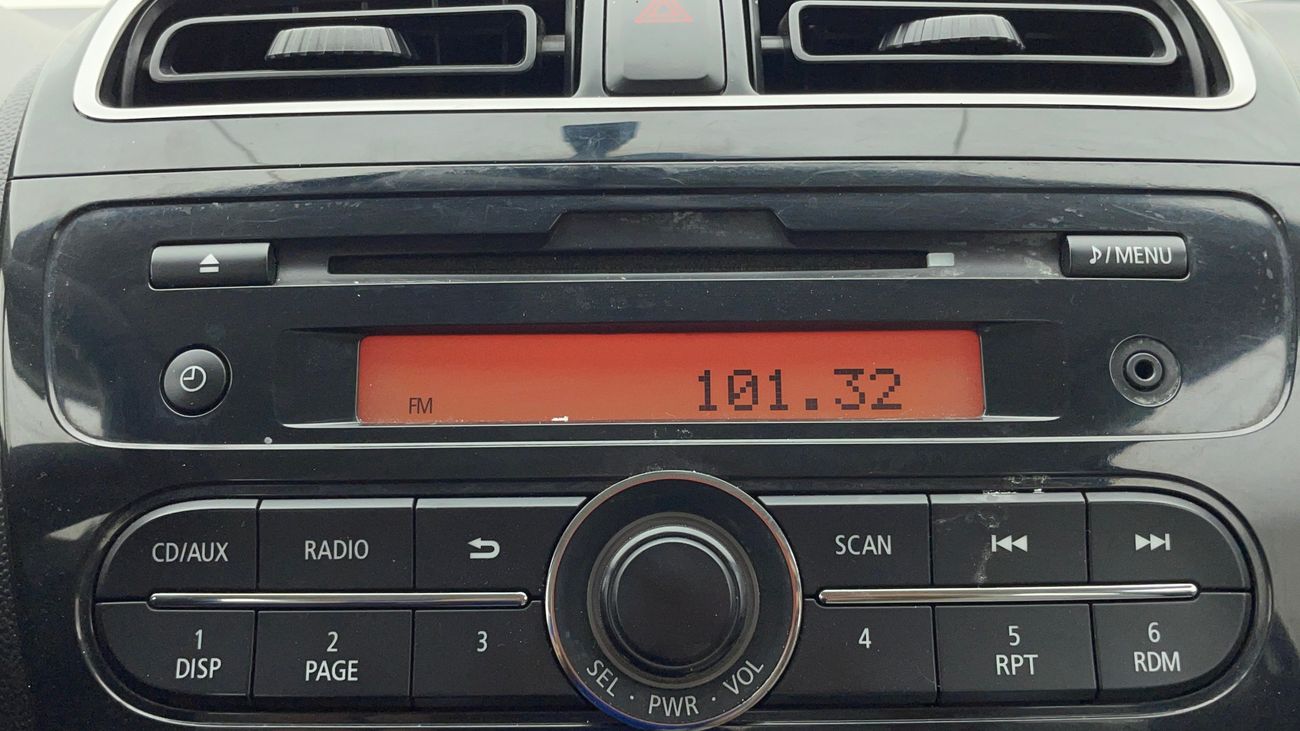 ♪/MENU
FM 101.32
CD/AUX RADIO SCAN
1 2 3 4 5 6
DISP PAGE RPT RDM
SEL · PWR · VOL